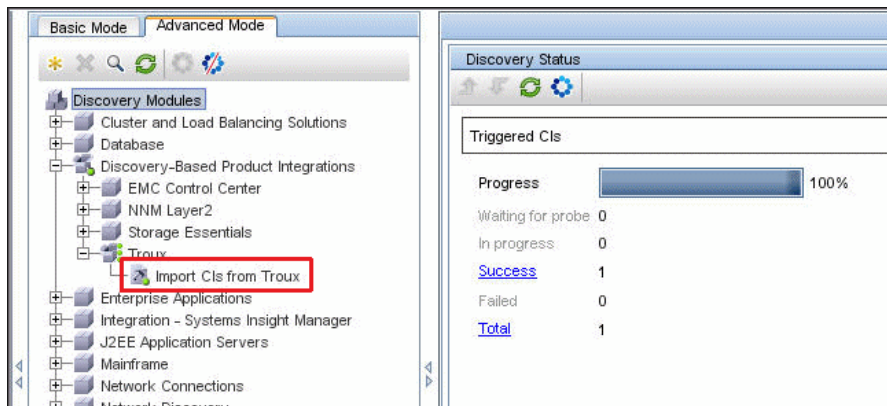 Basic Mode
Advanced Mode
Discovery Modules
Cluster and Load Balancing Solutions
Database
Discovery-Based Product Integrations
EMC Control Center
NNM Layer2
Storage Essentials
Troux
Import CIs from Troux
Enterprise Applications
Integration - Systems Insight Manager
J2EE Application Servers
Mainframe
Network Connections
Network Discovery
Discovery Status
Triggered CIs
Progress 100%
Waiting for probe 0
In progress 0
Success 1
Failed 0
Total 1